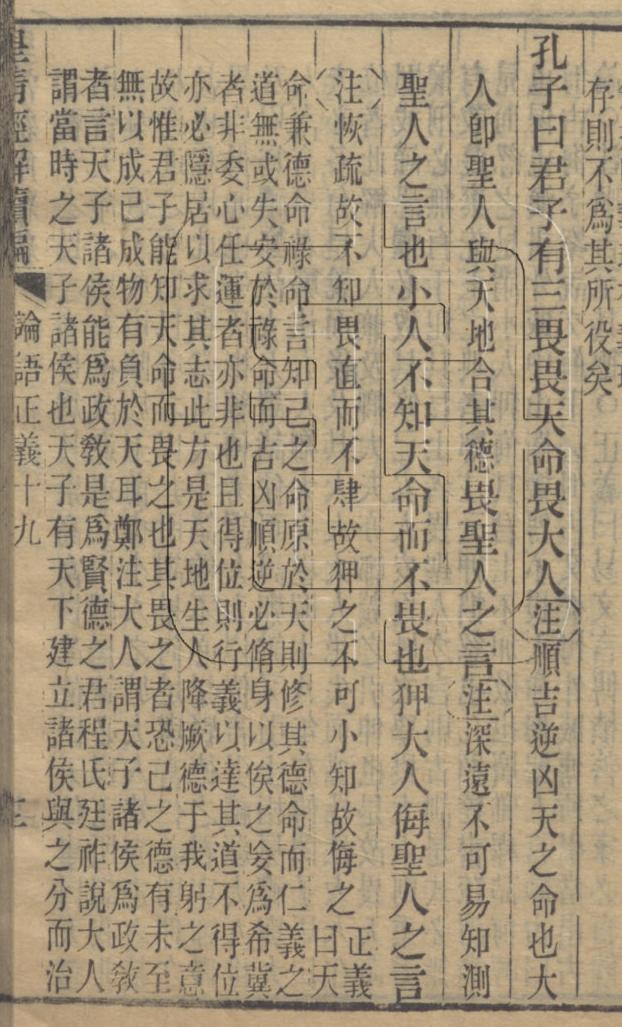 存則不爲其所役矣
孔子曰君子有三畏畏天命畏大人注順吉逆凶天之命也大
人卽聖人與天地合其德畏聖人之言注深遠不可易知測
聖人之言也小人不知天命而不畏也狎大人侮聖人之言
注恢疏故不知畏直而不肆故狎之不可小知故侮之正義曰天
命兼德命祿命言知己之命原於天則修其德命而仁義之
道無或失安於祿命而吉凶順逆必脩身以俟之妄爲希冀
者非委心任運者亦非也且得位則行義以達其道不得位
亦必隱居以求其志此方是天地生人降厥德于我躬之意
故惟君子能知天命而畏之也其畏之者恐己之德有未至
無以成己成物有負於天耳鄭注大人謂天子諸侯爲政敎
者言天子諸侯能爲政敎是爲賢德之君程氏廷祚說大人
謂當時之天子諸侯也天子有天下建立諸侯與之分而治
皇淸經解續編 論語正義十九